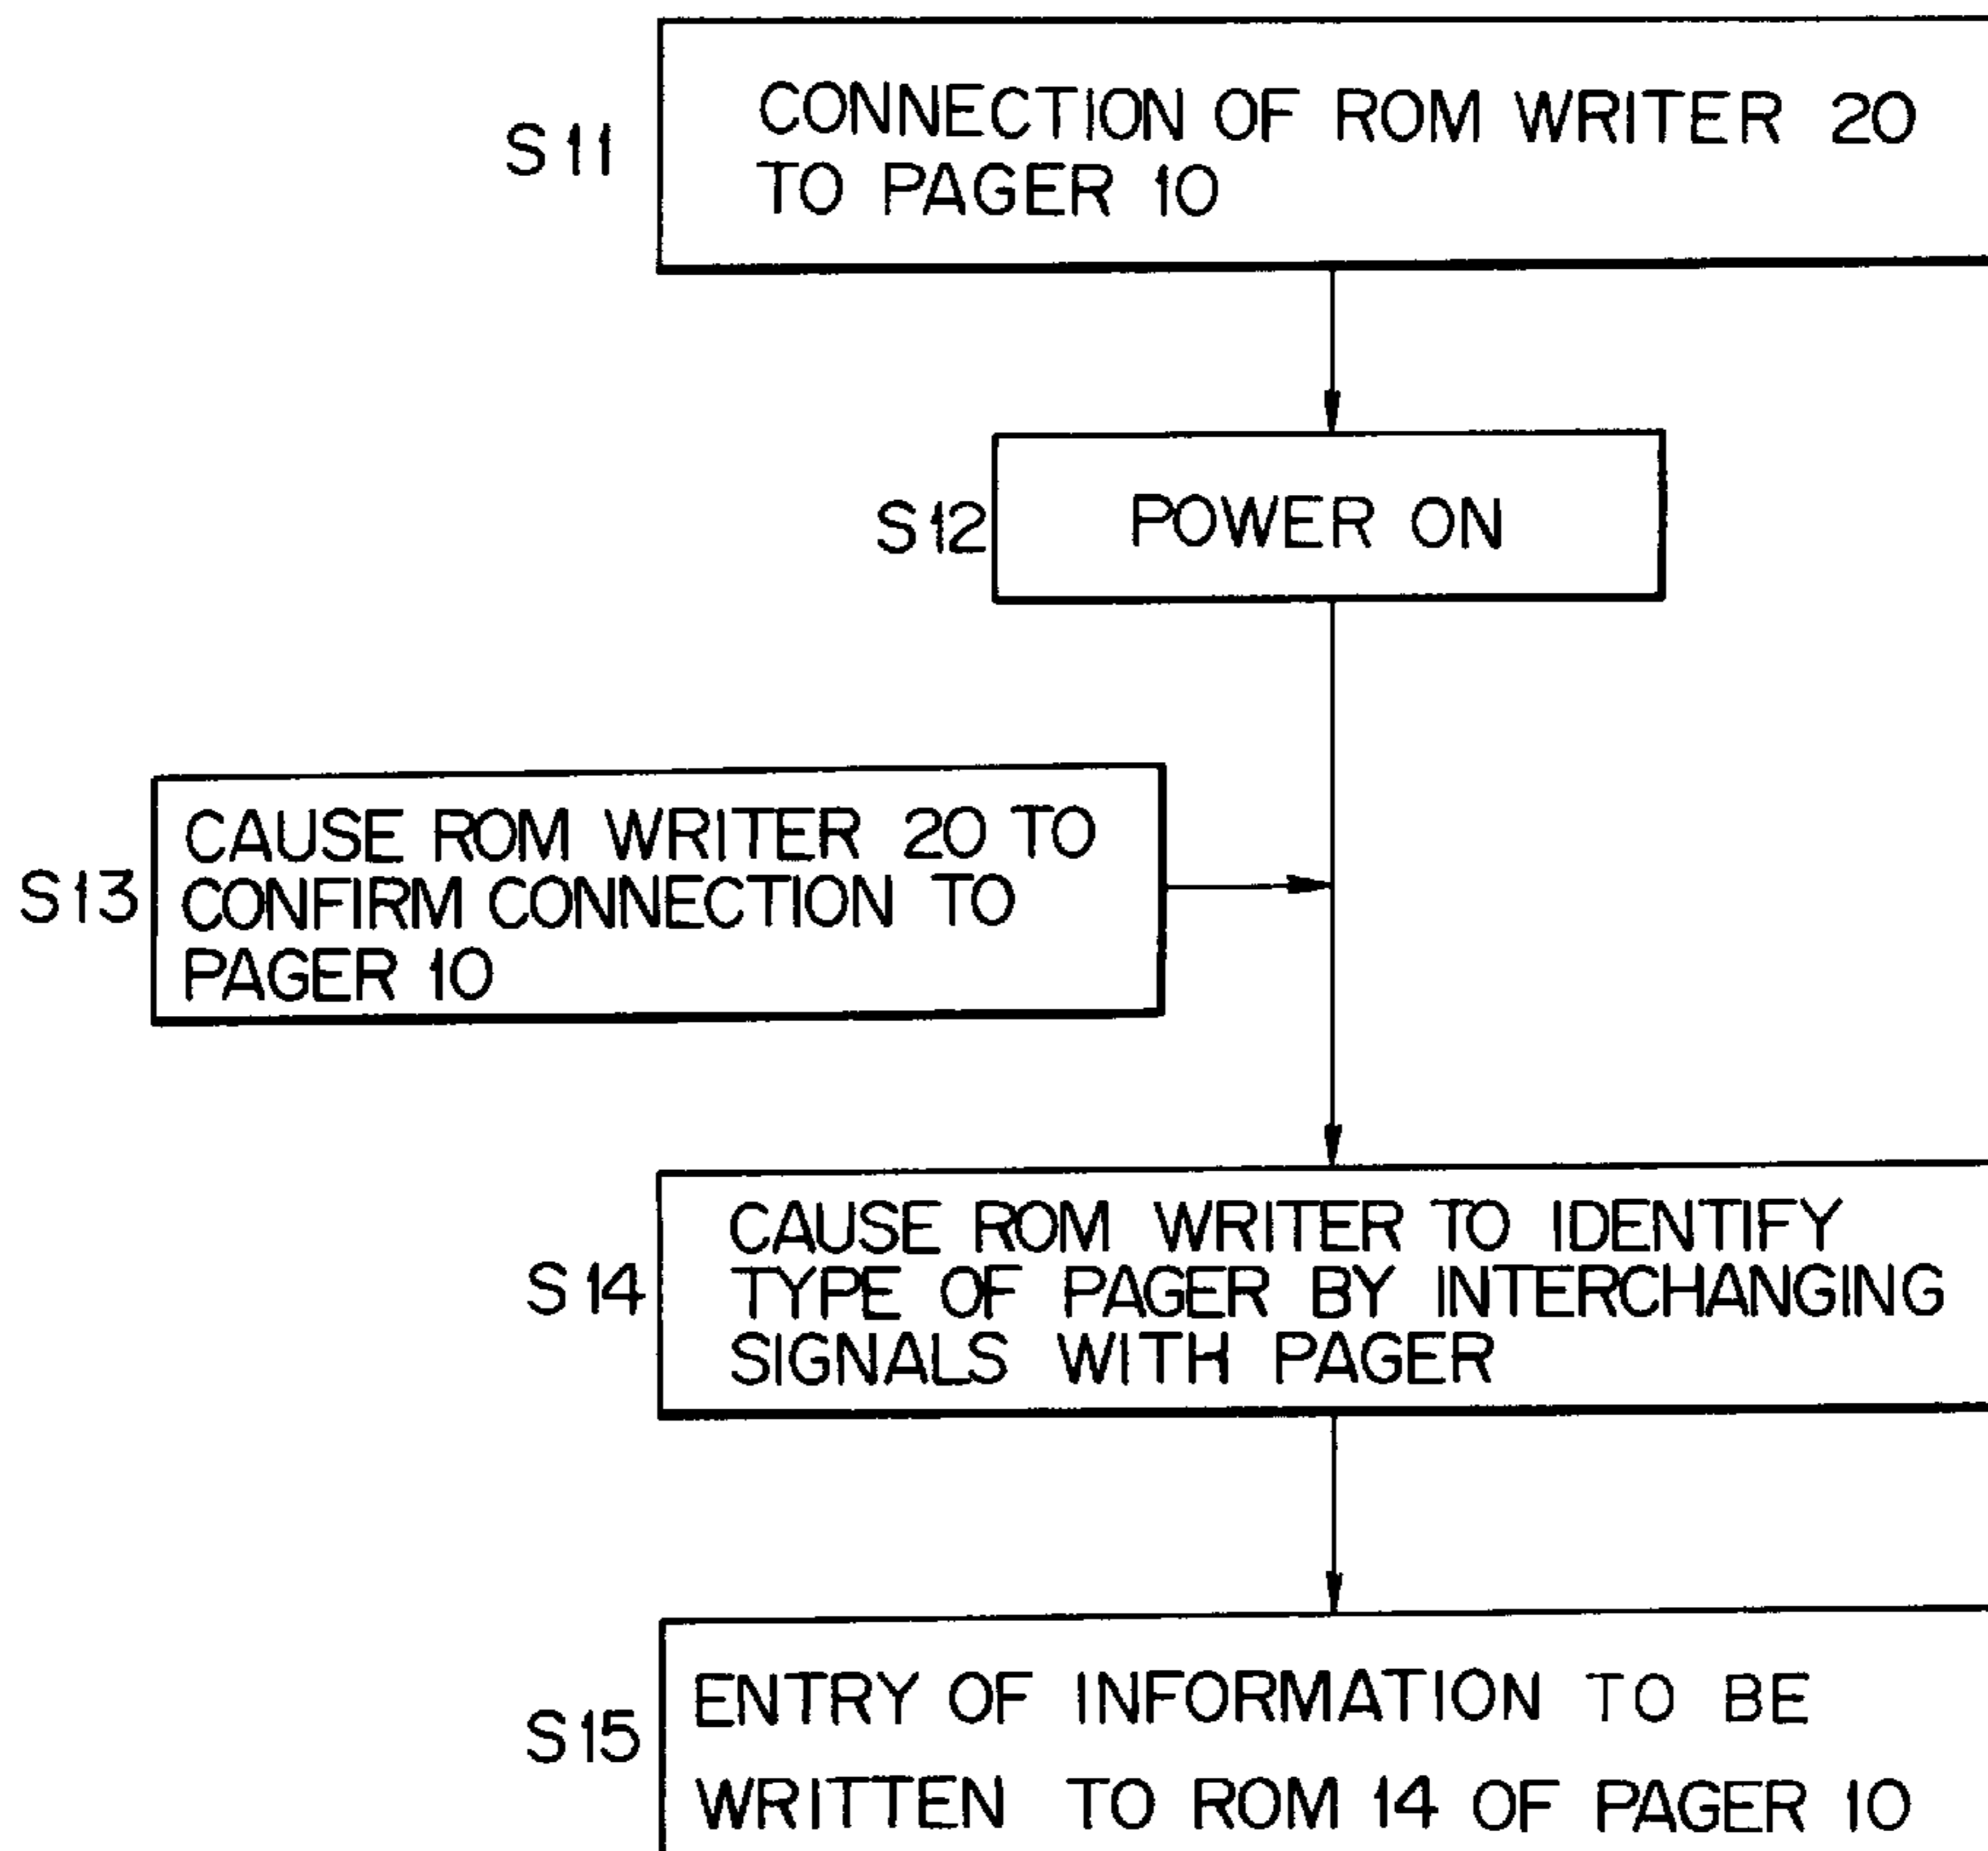 S11
CONNECTION OF ROM WRITER 20
TO PAGER 10
S12
POWER ON
S13
CAUSE ROM WRITER 20 TO
CONFIRM CONNECTION TO
PAGER 10
S14
CAUSE ROM WRITER TO IDENTIFY
TYPE OF PAGER BY INTERCHANGING
SIGNALS WITH PAGER
S15
ENTRY OF INFORMATION TO BE
WRITTEN TO ROM 14 OF PAGER 10